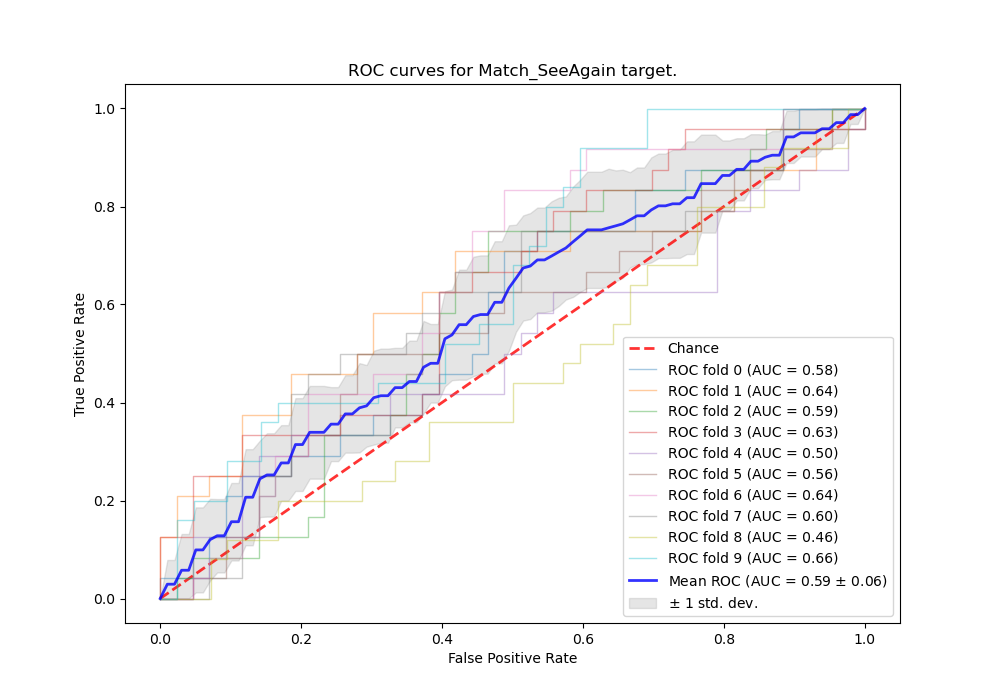 ROC curves for Match_SeeAgain target.
True Positive Rate
1.0
0.8
0.6
0.4
0.2
0.0
Chance
ROC fold 0 (AUC = 0.58)
ROC fold 1 (AUC = 0.64)
ROC fold 2 (AUC = 0.59)
ROC fold 3 (AUC = 0.63)
ROC fold 4 (AUC = 0.50)
ROC fold 5 (AUC = 0.56)
ROC fold 6 (AUC = 0.64)
ROC fold 7 (AUC = 0.60)
ROC fold 8 (AUC = 0.46)
ROC fold 9 (AUC = 0.66)
Mean ROC (AUC = 0.59 ± 0.06)
± 1 std. dev.
0.0 0.2 0.4 0.6 0.8 1.0
False Positive Rate